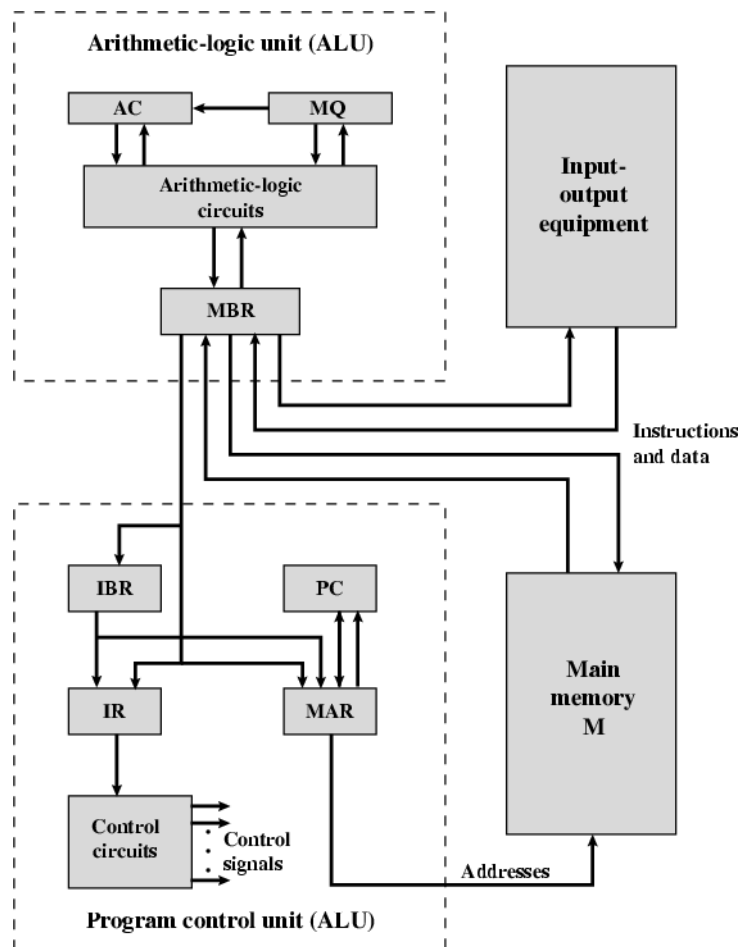 Arithmetic-logic unit (ALU)
AC
MQ
Arithmetic-logic
circuits
MBR
Input-
output
equipment
Instructions
and data
IBR
PC
IR
MAR
Main
memory
M
Control
circuits
Control
signals
Addresses
Program control unit (ALU)